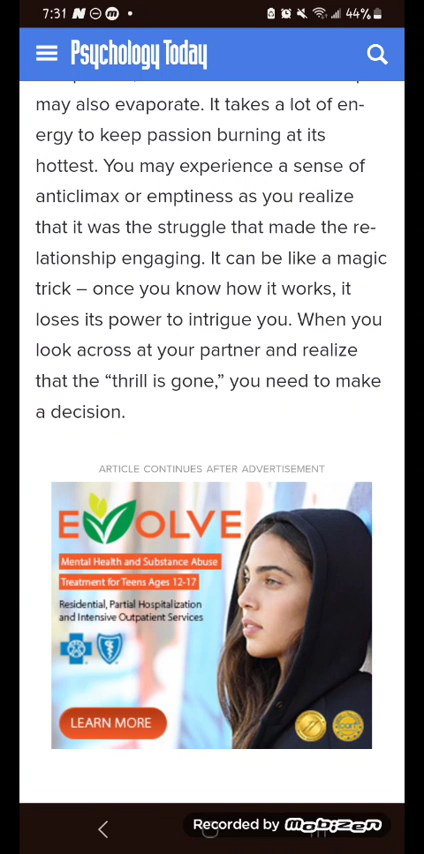 7:31 N 44%
Psychology Today
may also evaporate. It takes a lot of en-
ergy to keep passion burning at its
hottest. You may experience a sense of
anticlimax or emptiness as you realize
that it was the struggle that made the re-
lationship engaging. It can be like a magic
trick – once you know how it works, it
loses its power to intrigue you. When you
look across at your partner and realize
that the “thrill is gone,” you need to make
a decision.
ARTICLE CONTINUES AFTER ADVERTISEMENT
EVOLVE
Mental Health and Substance Abuse
Treatment for Teens Ages 12-17
Residential, Partial Hospitalization
and Intensive Outpatient Services
LEARN MORE
Recorded by Mobizen